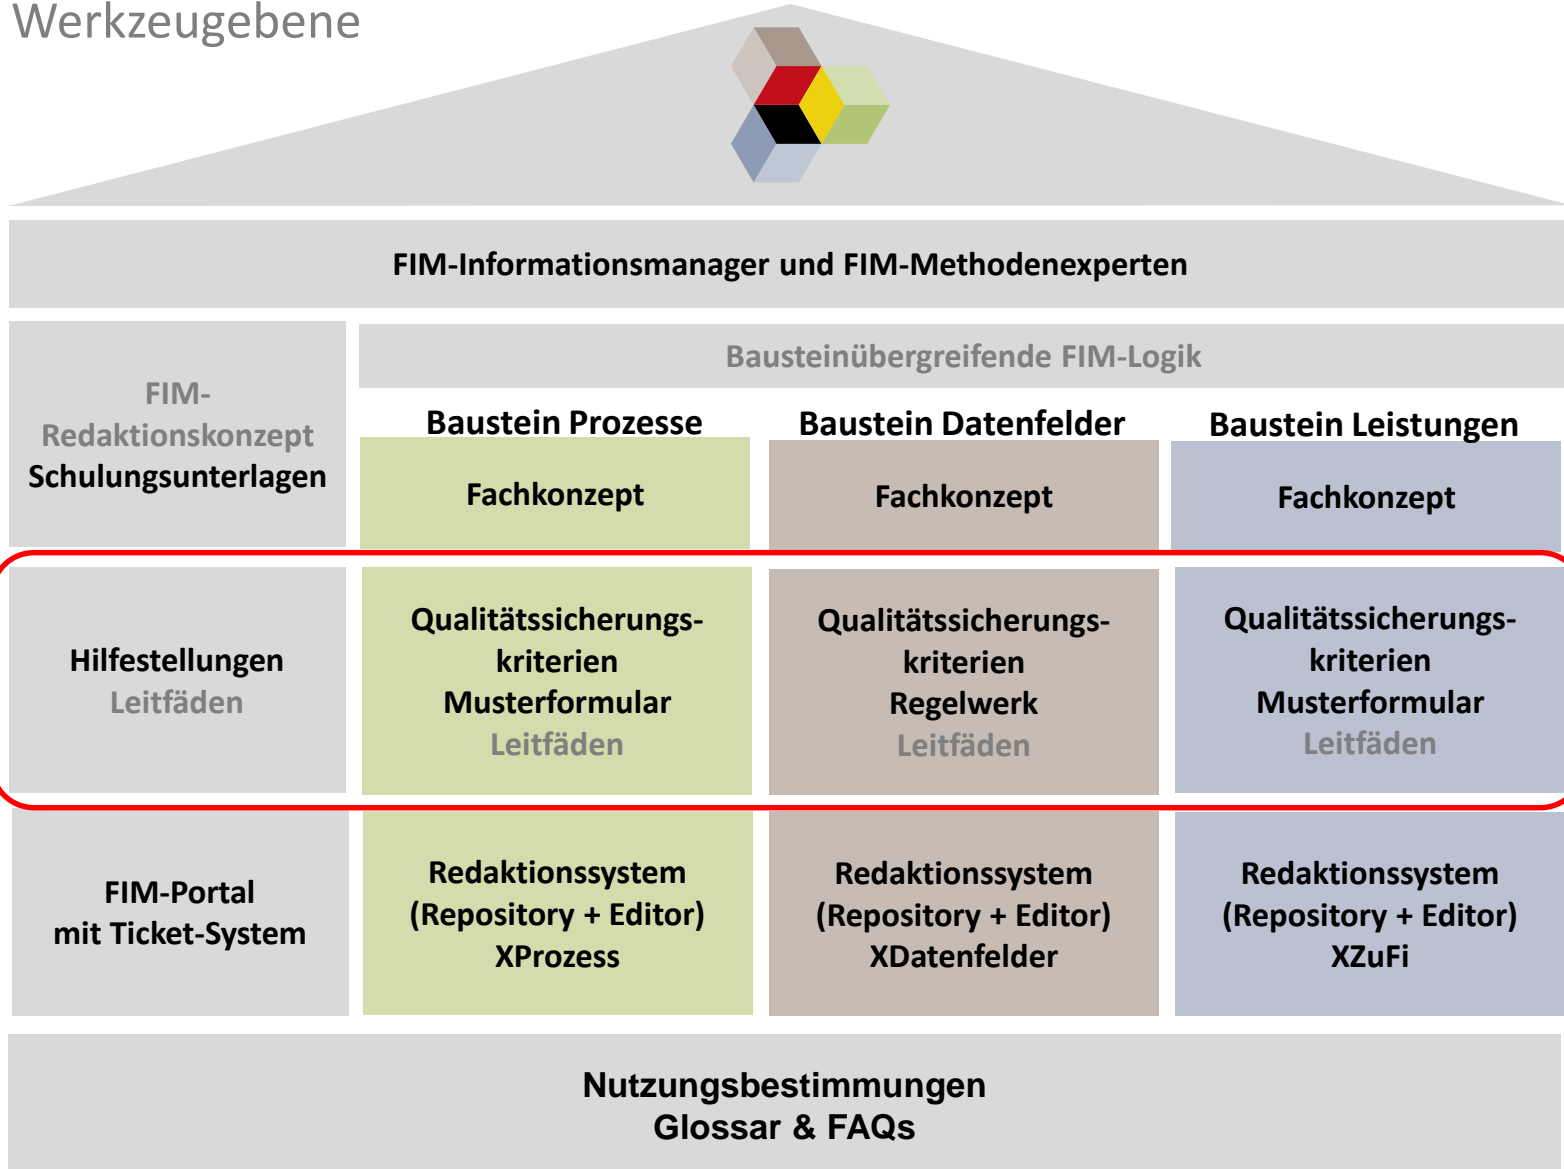 Werkzeugebene
FIM-Informationsmanager und FIM-Methodenexperten
FIM-
Redaktionskonzept
Schulungsunterlagen
Bausteinübergreifende FIM-Logik
Baustein Prozesse
Baustein Datenfelder
Baustein Leistungen
Fachkonzept
Fachkonzept
Fachkonzept
Hilfestellungen
Leitfäden
Qualitätssicherungs-
kriterien
Musterformular
Leitfäden
Qualitätssicherungs-
kriterien
Regelwerk
Leitfäden
Qualitätssicherungs-
kriterien
Musterformular
Leitfäden
FIM-Portal
mit Ticket-System
Redaktionssystem
(Repository + Editor)
XProzess
Redaktionssystem
(Repository + Editor)
XDatenfelder
Redaktionssystem
(Repository + Editor)
XZuFi
Nutzungsbestimmungen
Glossar & FAQs